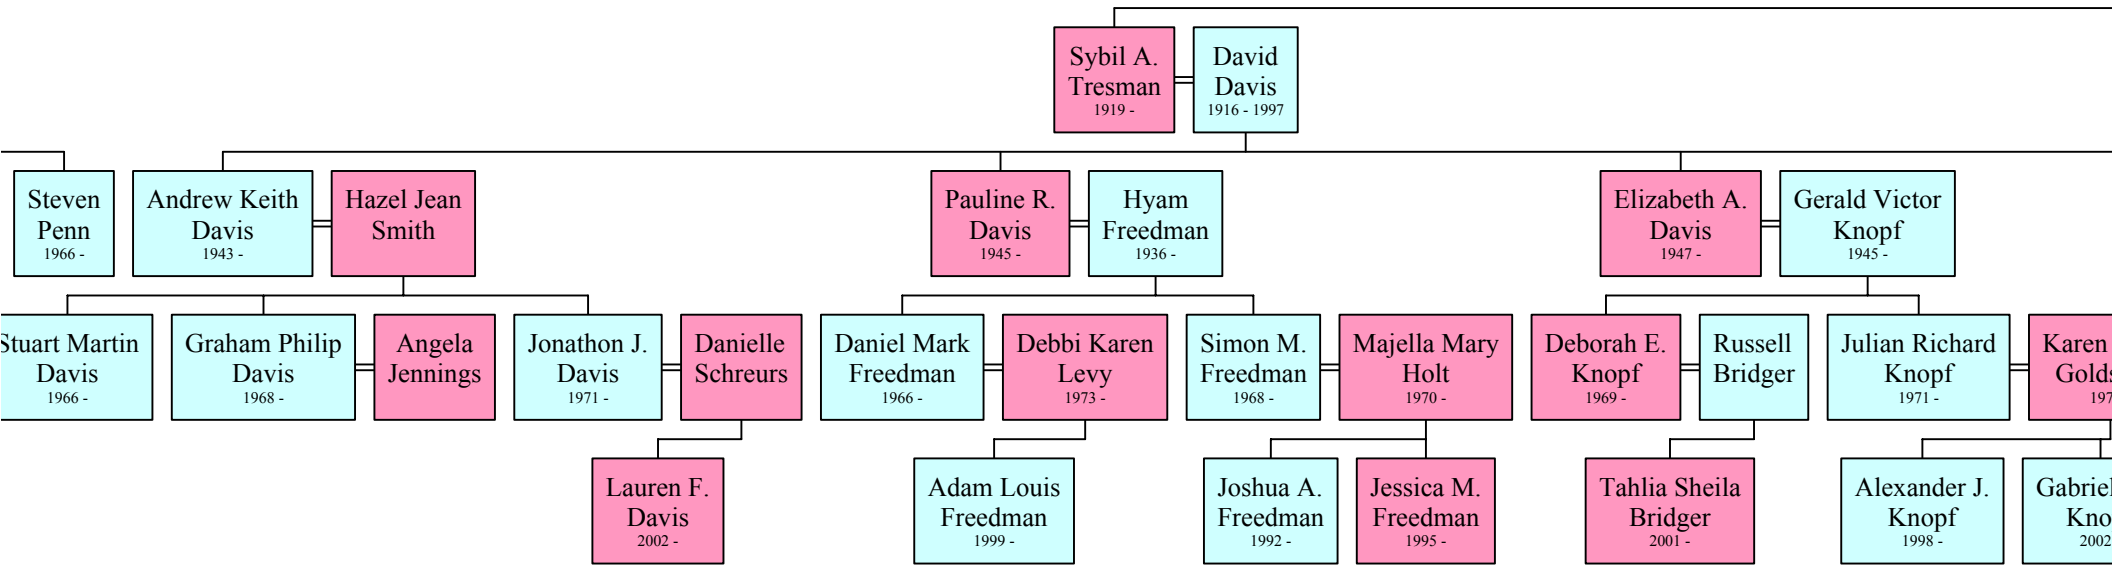 Sybil A.
Tresman
1919 -
David
Davis
1916 - 1997
Steven
Penn
1966 -
Andrew Keith
Davis
1943 -
Hazel Jean
Smith
Pauline R.
Davis
1945 -
Hyam
Freedman
1936 -
Elizabeth A.
Davis
1947 -
Gerald Victor
Knopf
1945 -
Stuart Martin
Davis
1966 -
Graham Philip
Davis
1968 -
Angela
Jennings
Jonathon J.
Davis
1971 -
Danielle
Schreurs
Daniel Mark
Freedman
1966 -
Debbi Karen
Levy
1973 -
Simon M.
Freedman
1968 -
Majella Mary
Holt
1970 -
Deborah E.
Knopf
1969 -
Russell
Bridger
Julian Richard
Knopf
1971 -
Karen
Lauren F.
Davis
2002 -
Adam Louis
Freedman
1999 -
Joshua A.
Freedman
1992 -
Jessica M.
Freedman
1995 -
Tahlia Sheila
Bridger
2001 -
Alexander J.
Knopf
1998 -
Gabriel
2002